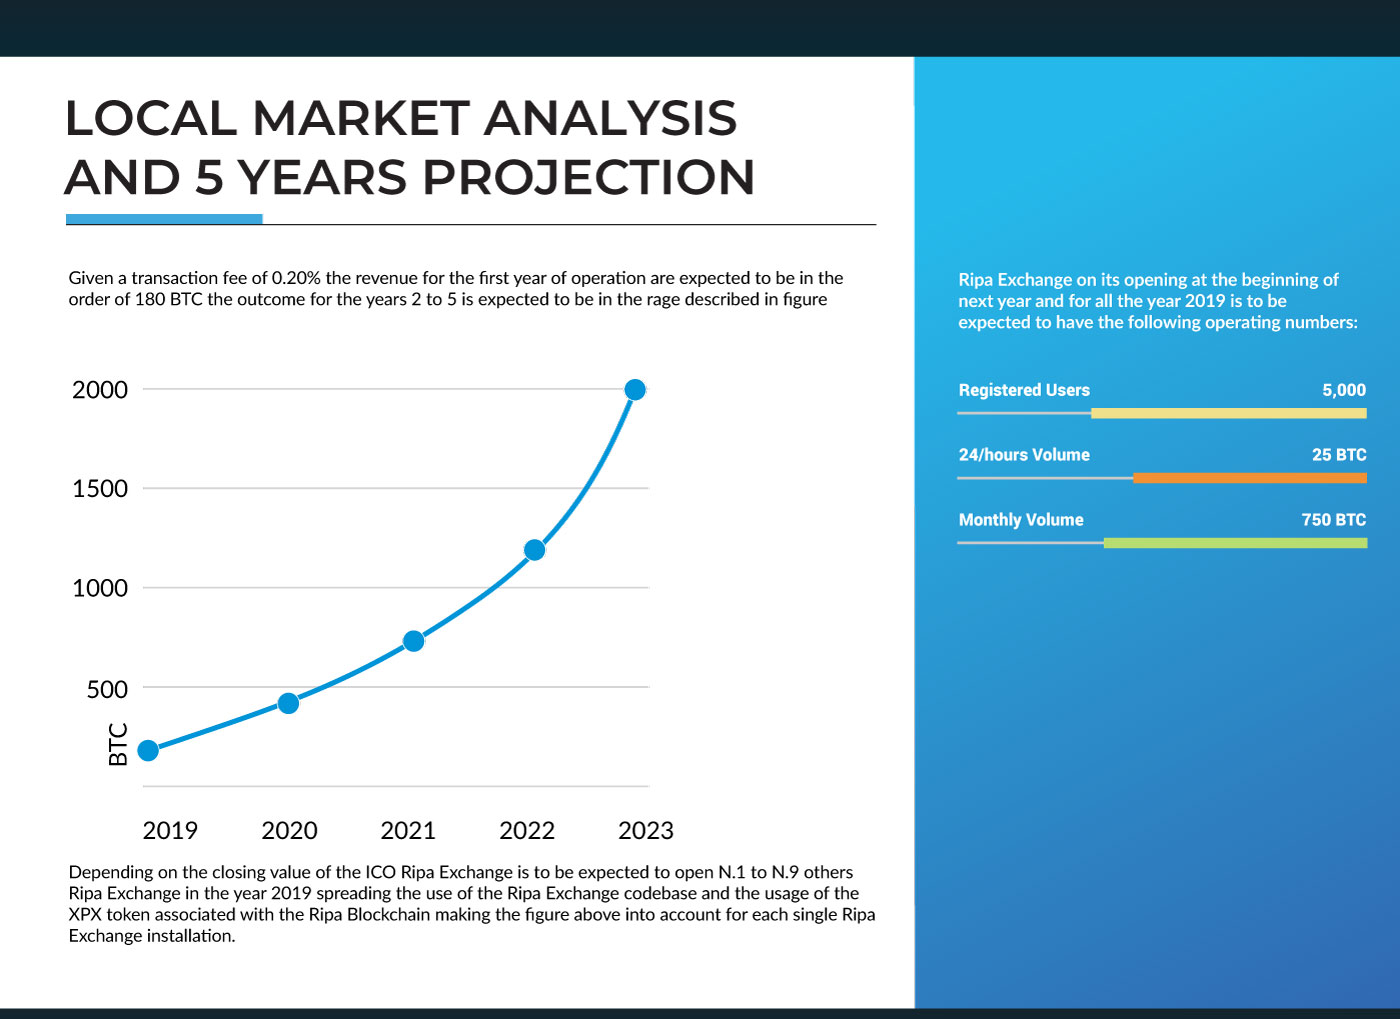 LOCAL MARKET ANALYSIS
AND 5 YEARS PROJECTION
Given a transaction fee of 0.20% the revenue for the first year of operation are expected to be in the
order of 180 BTC the outcome for the years 2 to 5 is expected to be in the rage described in figure
2000
1500
1000
500
BTC
2019 2020 2021 2022 2023
Depending on the closing value of the ICO Ripa Exchange is to be expected to open N.1 to N.9 others
Ripa Exchange in the year 2019 spreading the use of the Ripa Exchange codebase and the usage of the
XPX token associated with the Ripa Blockchain making the figure above into account for each single Ripa
Exchange installation.
Ripa Exchange on its opening at the beginning of
next year and for all the year 2019 is to be
expected to have the following operating numbers:
Registered Users 5,000
24/hours Volume 25 BTC
Monthly Volume 750 BTC